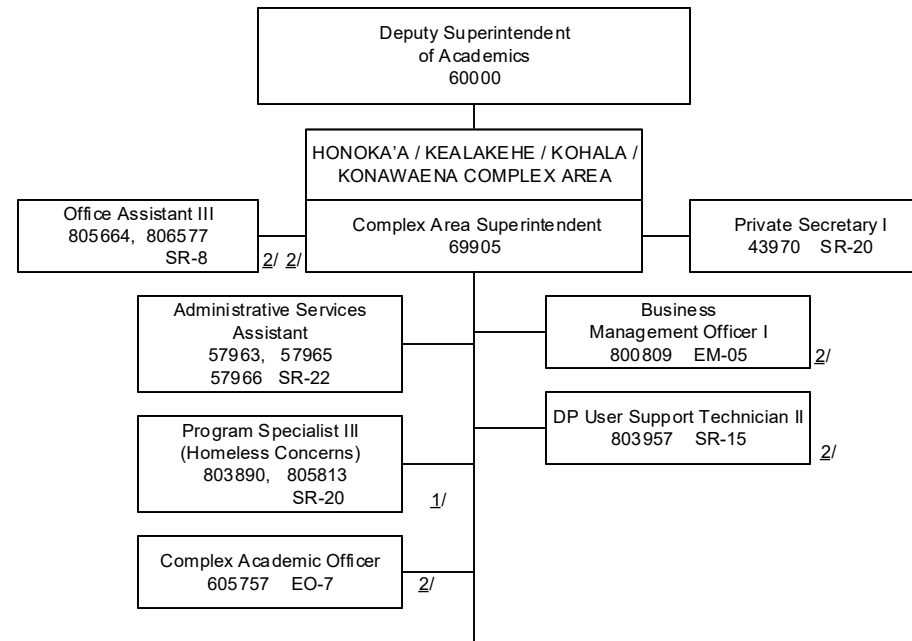 Deputy Superintendent
of Academics
60000
HONOKA'A / KEALAKEHE / KOHALA /
KONAWAENA COMPLEX AREA
Complex Area Superintendent
69905
Office Assistant III
805664, 806577
SR-8
2/ 2/
Private Secretary I
43970 SR-20
Administrative Services
Assistant
57963, 57965
57966 SR-22
Business
Management Officer I
800809 EM-05
2/
Program Specialist III
(Homeless Concerns)
803890, 805813
SR-20
1/
DP User Support Technician II
803957 SR-15
2/
Complex Academic Officer
605757 EO-7
2/